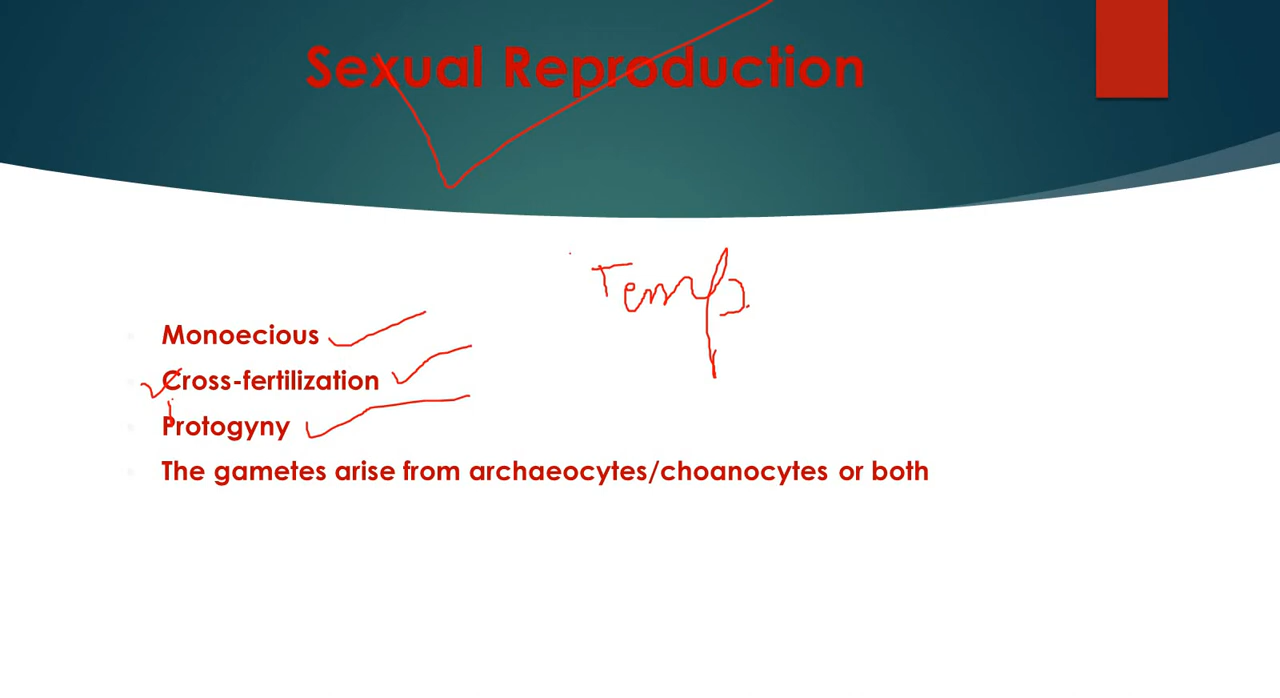 Sexual Reproduction
Temp.
Monoecious
Cross-fertilization
Protogyny
The gametes arise from archaeocytes/choanocytes or both